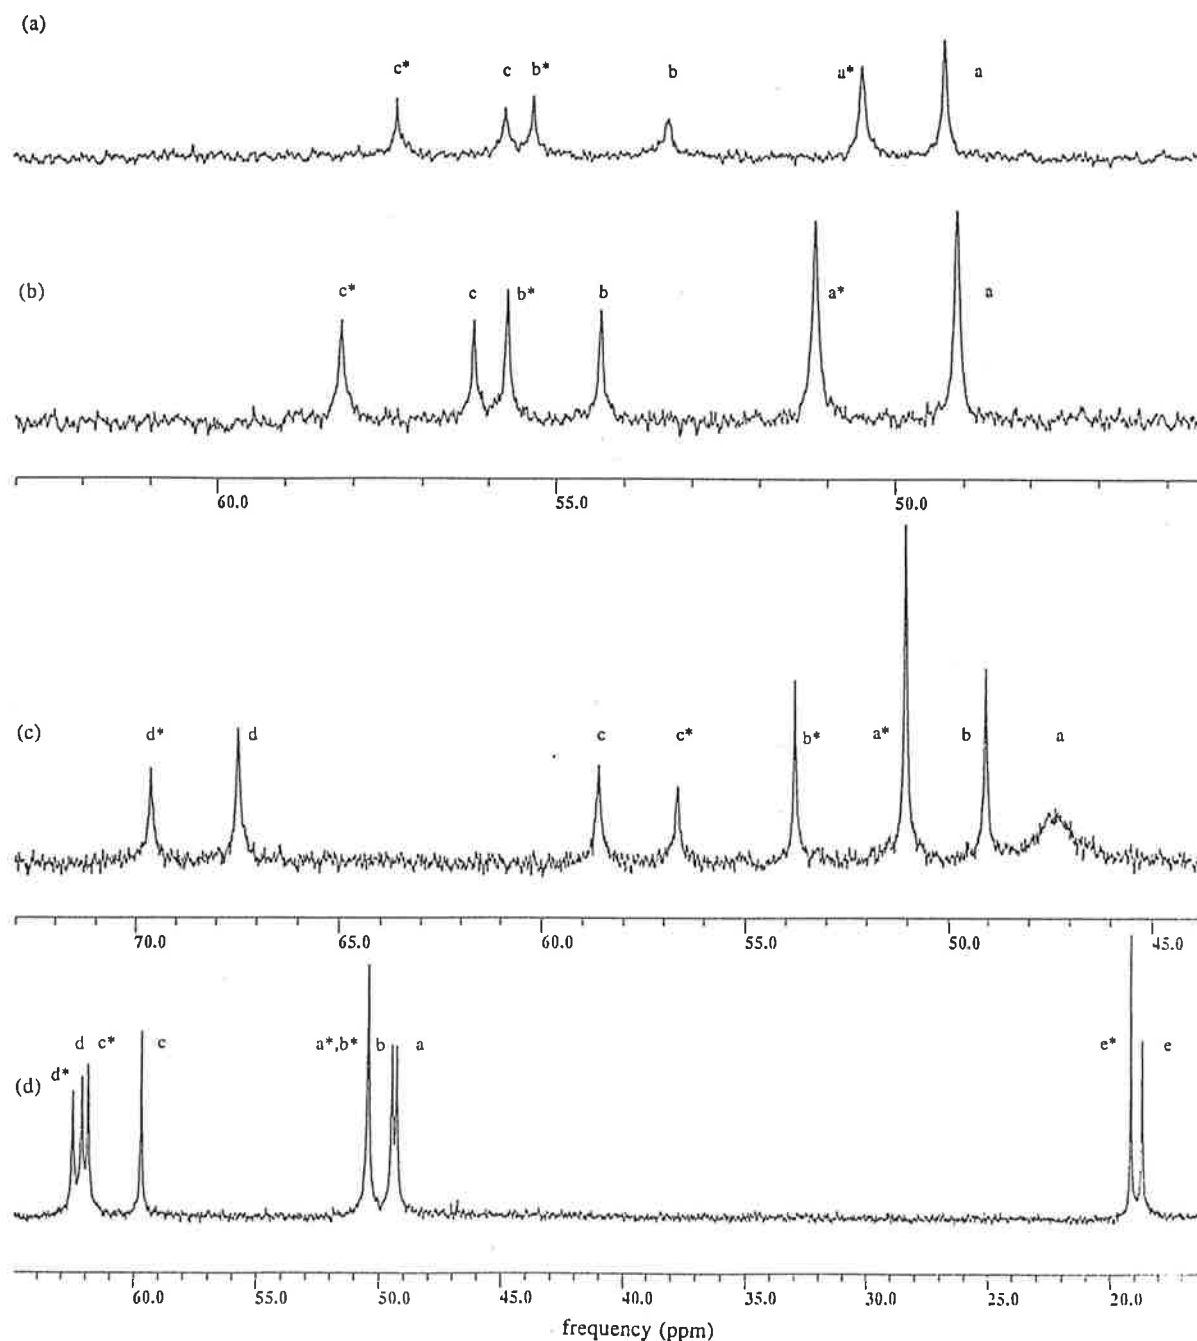 (a)
c* c b* b a* a
(b)
c* c b* b a* a
60.0 55.0 50.0
(c)
d* d c c* b* a* b a
70.0 65.0 60.0 55.0 50.0 45.0
(d)
d* d c* c a*,b* b a e* e
60.0 55.0 50.0 45.0 40.0 35.0 30.0 25.0 20.0
frequency (ppm)